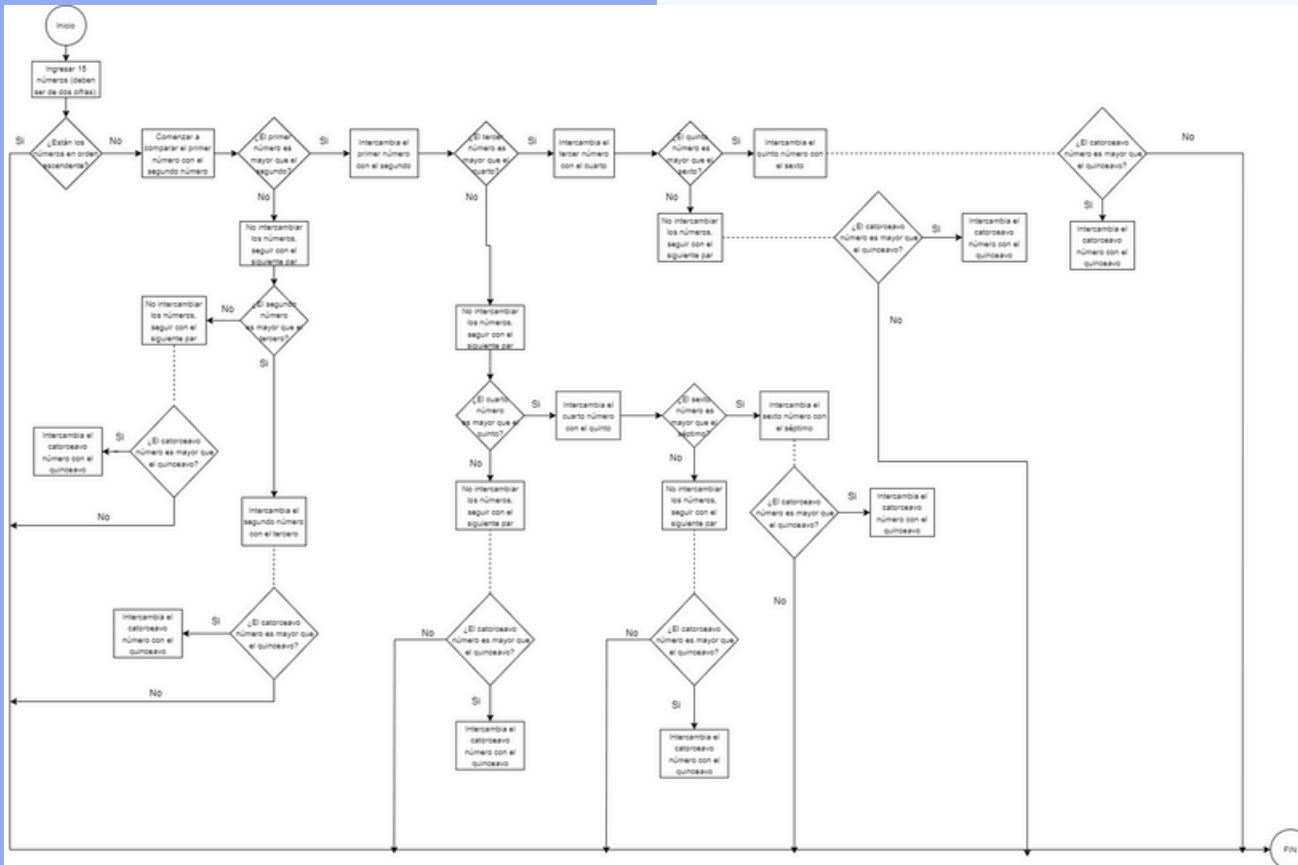 Inicio
Ingresar 15
números (deben
ser de dos cifras).
¿Están los
números en orden
ascendente?
Si
No
Comenzar a
comparar el primer
número con el
segundo número
¿El primer
número es
mayor que el
segundo?
Si
Intercambia el
primer número
con el segundo
¿El tercer
número es
mayor que el
cuarto?
Si
Intercambia el
tercer número
con el cuarto
¿El quinto
número es
mayor que el
sexto?
Si
Intercambia el
quinto número con
el sexto
¿El catorceavo
número es mayor que
el quinceavo?
No
Si
Intercambia el
catorceavo
número con el
quinceavo
No
No intercambiar
los números,
seguir con el
siguiente par
No
No
No intercambiar
los números,
seguir con el
siguiente par
¿El catorceavo
número es mayor que
el quinceavo?
Si
Intercambia el
catorceavo
número con el
quinceavo
No
¿El segundo
número
es mayor que el
tercero?
No
No intercambiar
los números,
seguir con el
siguiente par
Si
No intercambiar
los números,
seguir con el
siguiente par
¿El catorceavo
número es mayor que
el quinceavo?
Si
Intercambia el
catorceavo
número con el
quinceavo
No
Intercambia el
segundo número
con el tercero
¿El catorceavo
número es mayor que
el quinceavo?
Si
Intercambia el
catorceavo
número con el
quinceavo
No
¿El cuarto
número
es mayor que el
quinto?
Si
Intercambia el
cuarto número
con el quinto
¿El sexto
número es
mayor que el
séptimo?
Si
Intercambia el
sexto número con
el séptimo
No
No intercambiar
los números,
seguir con el
siguiente par
No
No intercambiar
los números,
seguir con el
siguiente par
¿El catorceavo
número es mayor que
el quinceavo?
Si
Intercambia el
catorceavo
número con el
quinceavo
No
¿El catorceavo
número es mayor que
el quinceavo?
No
Si
Intercambia el
catorceavo
número con el
quinceavo
¿El catorceavo
número es mayor que
el quinceavo?
No
Si
Intercambia el
catorceavo
número con el
quinceavo
FIN